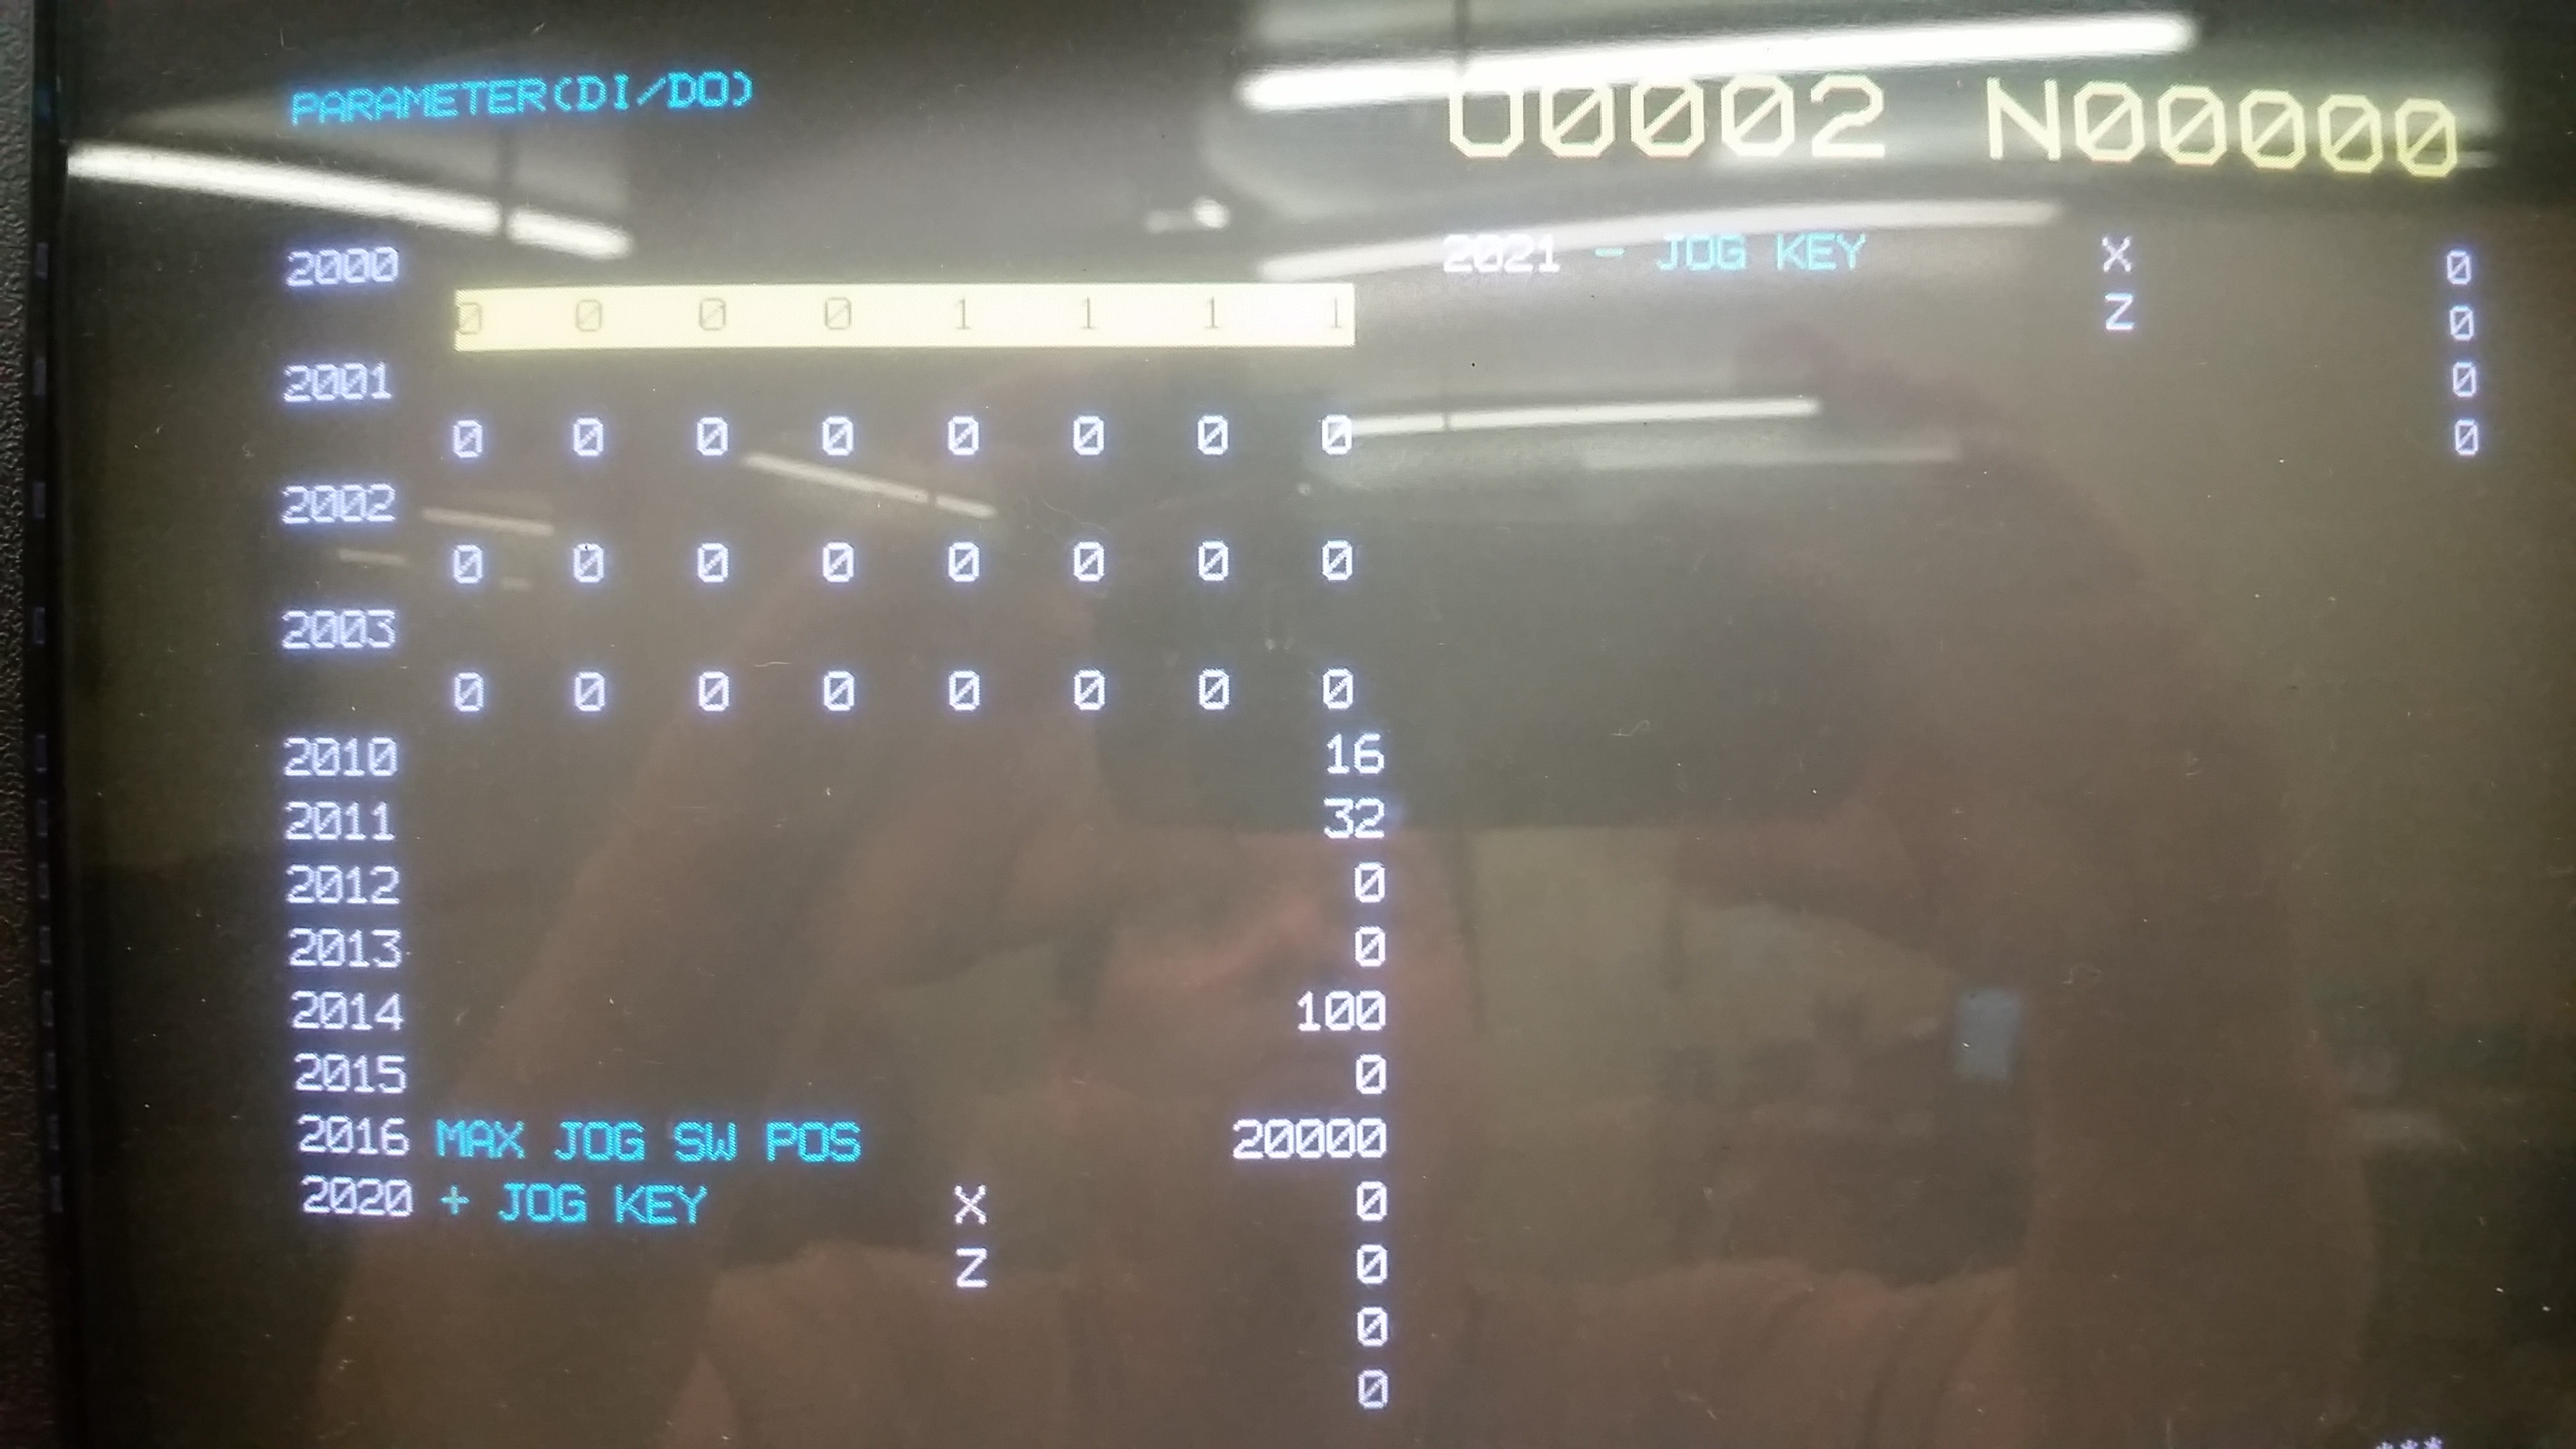 PARAMETER(DI/DO)
O0002 N00000
2000
0 0 0 0 1 1 1 1
2001
0 0 0 0 0 0 0 0
2002
0 0 0 0 0 0 0 0
2003
0 0 0 0 0 0 0 0
2010 16
2011 32
2012 0
2013 0
2014 100
2015 0
2016 MAX JOG SW POS 20000
2020 + JOG KEY X 0
Z 0
0
0
2021 - JOG KEY X 0
Z 0
0
0